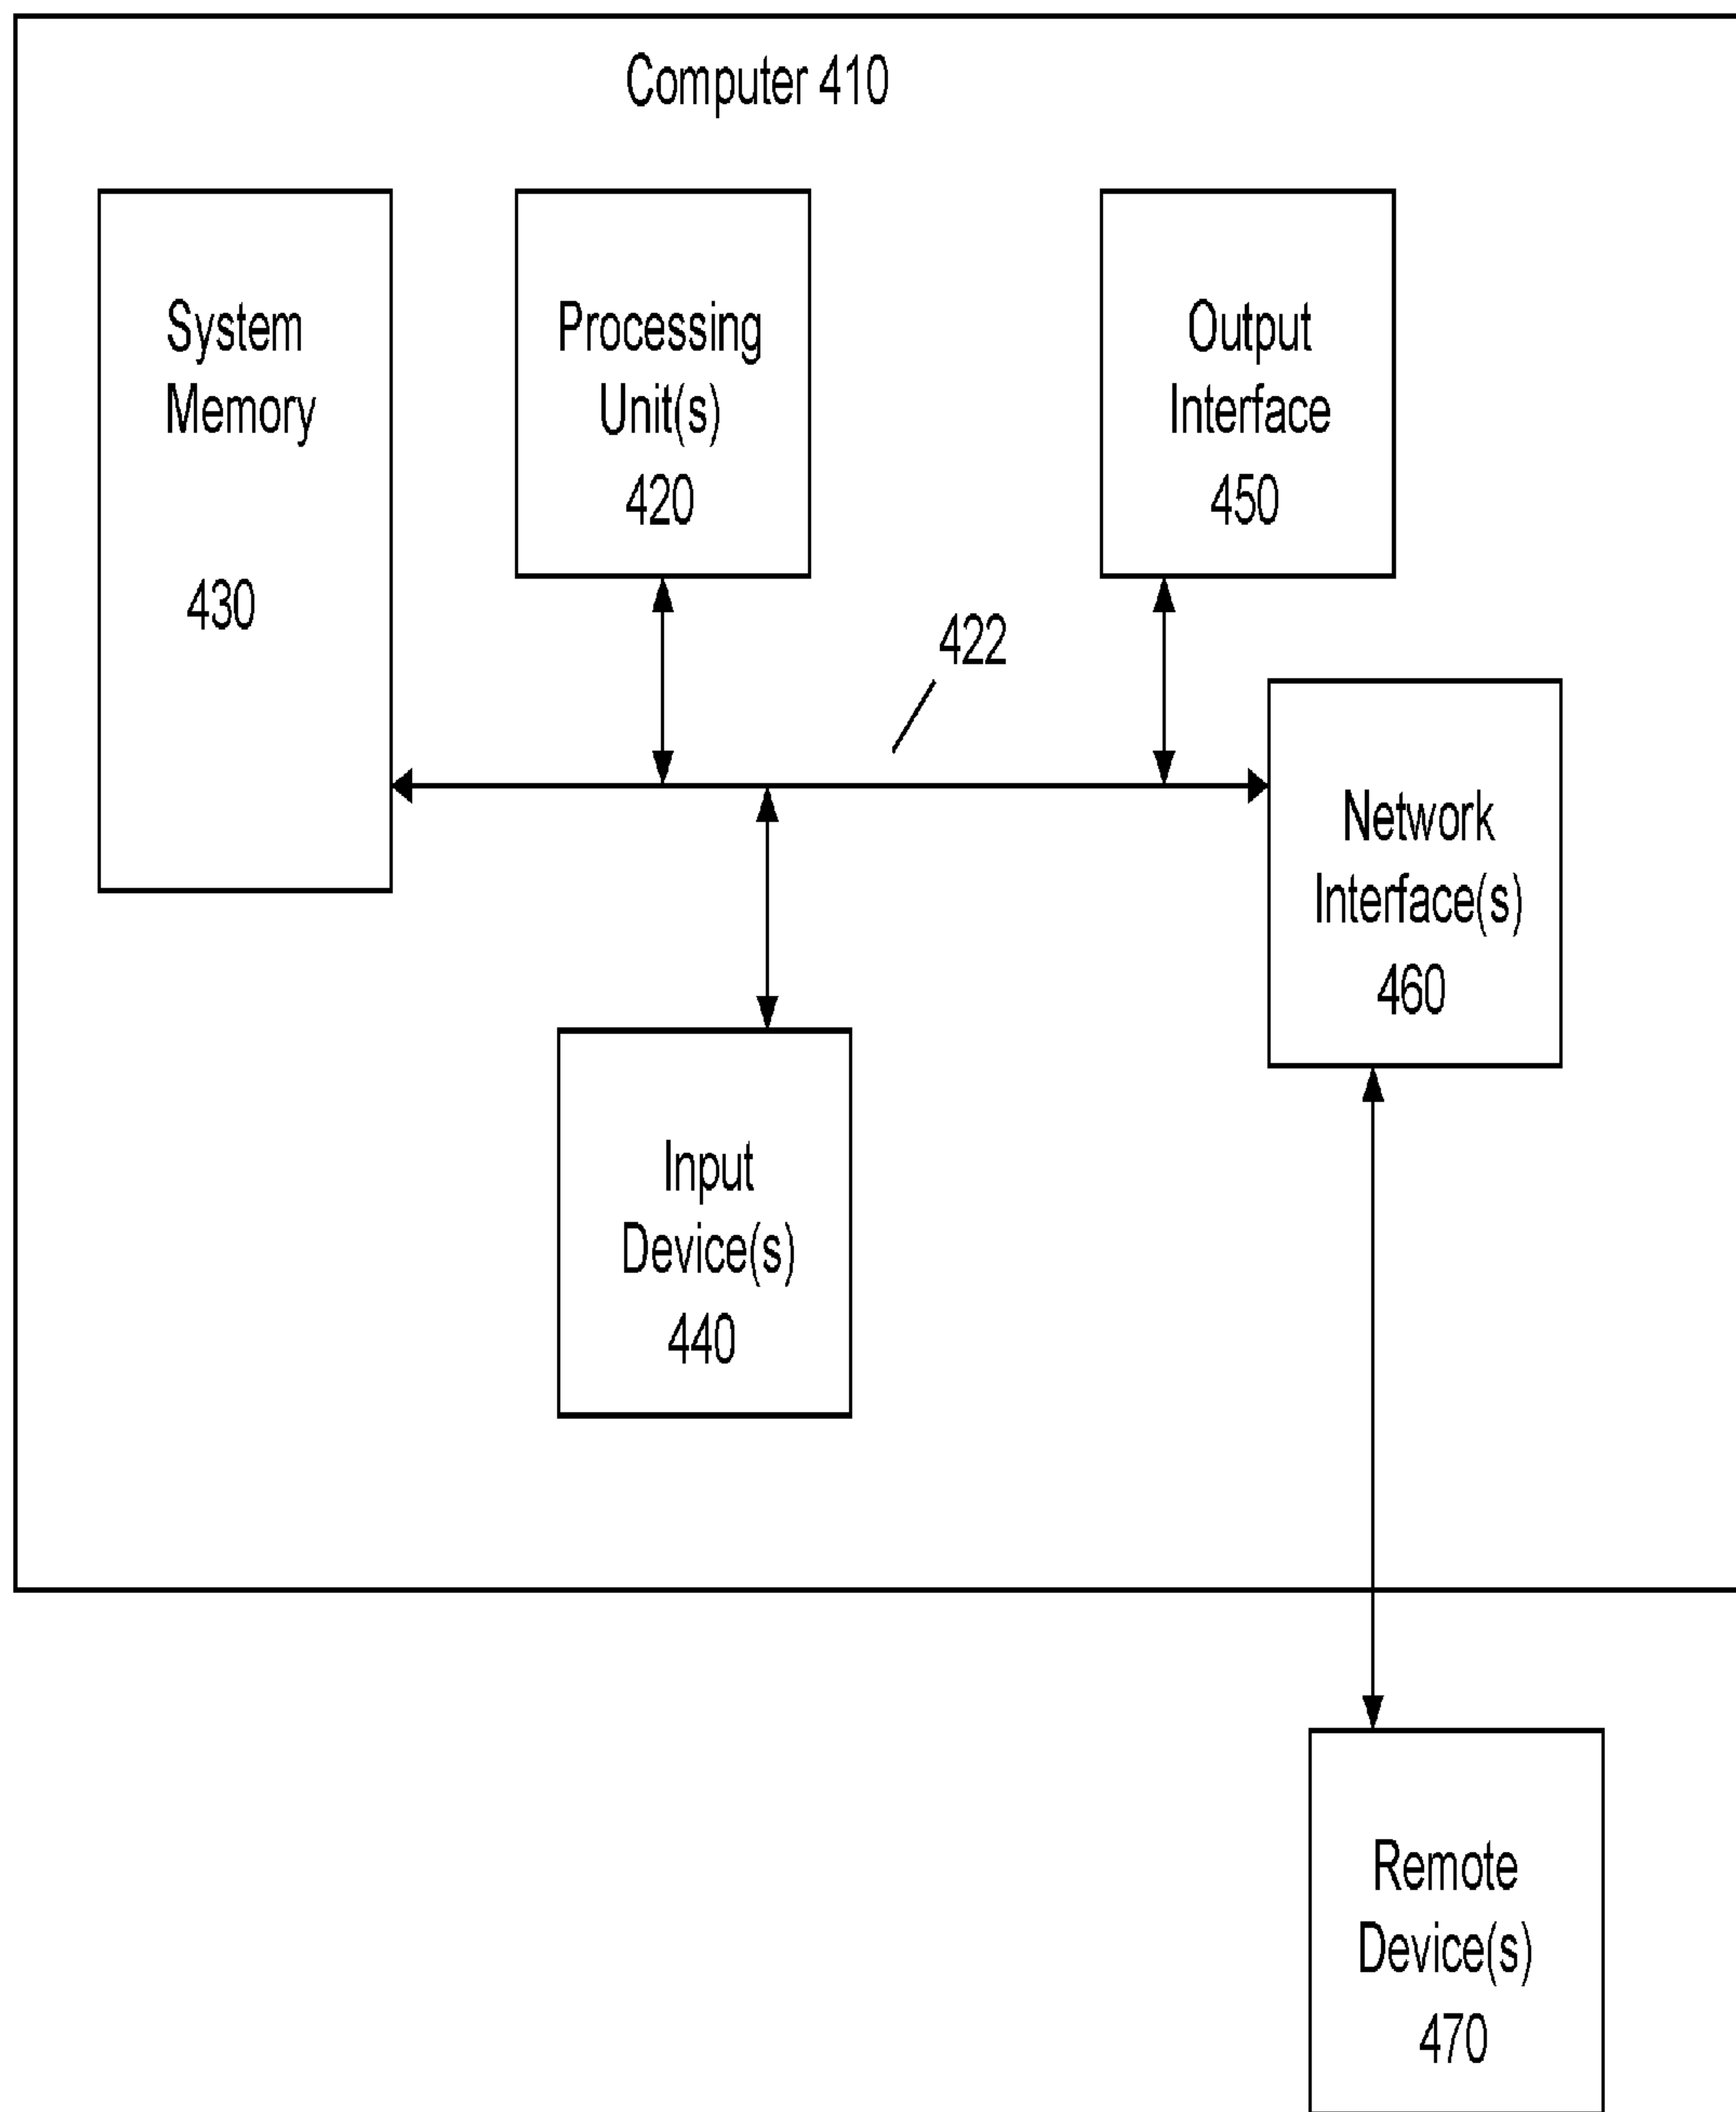 Computer 410
System
Memory
430
Processing
Unit(s)
420
Output
Interface
450
422
Network
Interface(s)
460
Input
Device(s)
440
Remote
Device(s)
470